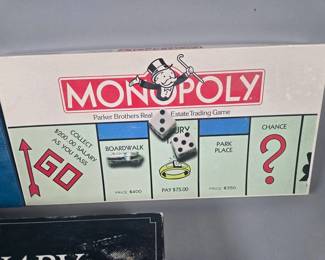 MONOPOLY
Parker Brothers Real Estate Trading Game
COLLECT
$200.00 SALARY
AS YOU PASS
GO
BOARDWALK
PRICE $400
URY
PAY $75.00
PARK
PLACE
PRICE $350
CHANCE
?